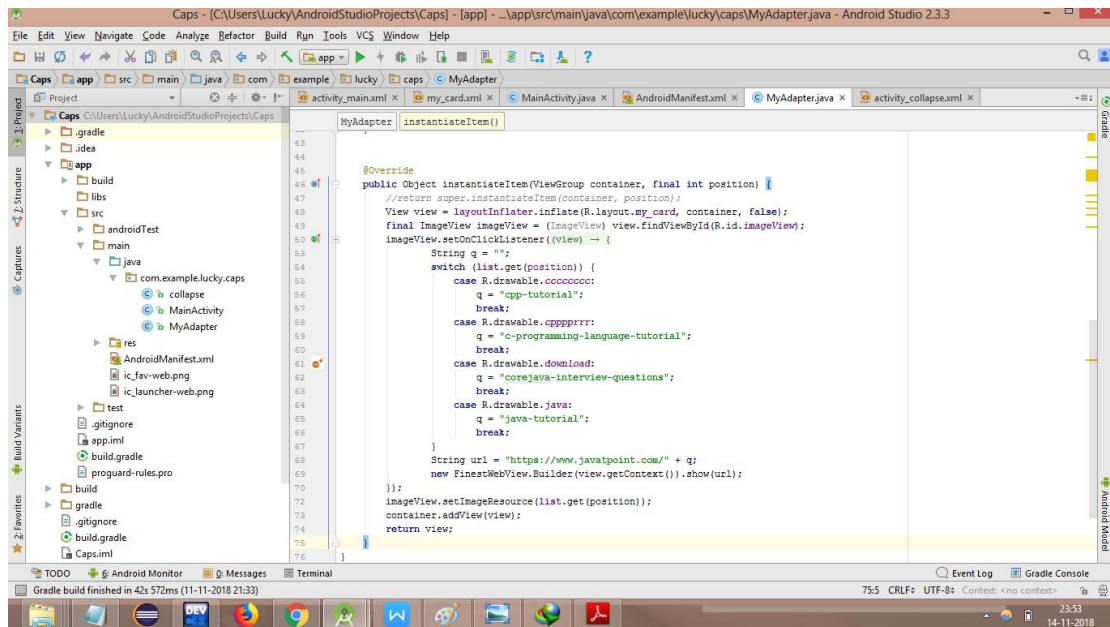 Caps - [C:\Users\Lucky\AndroidStudioProjects\Caps] - [app] - ...\app\src\main\java\com\example\lucky\caps\MyAdapter.java - Android Studio 2.3.3
File Edit View Navigate Code Analyze Refactor Build Run Tools VCS Window Help
app
Caps app src main java com example lucky caps MyAdapter
Project
activity_main.xml × my_card.xml × MainActivity.java × AndroidManifest.xml × MyAdapter.java × activity_collapse.xml ×
1: Project
7: Structure
Captures
Build Variants
2: Favorites
Caps C:\Users\Lucky\AndroidStudioProjects\Caps
.gradle
.idea
app
build
libs
src
androidTest
main
java
com.example.lucky.caps
collapse
MainActivity
MyAdapter
res
AndroidManifest.xml
ic_fav-web.png
ic_launcher-web.png
test
.gitignore
app.iml
build.gradle
proguard-rules.pro
build
gradle
.gitignore
build.gradle
Caps.iml
MyAdapter instantiateItem()
43
44
45 @Override
46 public Object instantiateItem(ViewGroup container, final int position) {
47 //return super.instantiateItem(container, position);
48 View view = layoutInflater.inflate(R.layout.my_card, container, false);
49 final ImageView imageView = (ImageView) view.findViewById(R.id.imageView);
50 imageView.setOnClickListener((view) → {
53 String q = "";
54 switch (list.get(position)) {
55 case R.drawable.cccccccc:
56 q = "cpp-tutorial";
57 break;
58 case R.drawable.cpppprrr:
59 q = "c-programming-language-tutorial";
60 break;
61 case R.drawable.download:
62 q = "corejava-interview-questions";
63 break;
64 case R.drawable.java:
65 q = "java-tutorial";
66 break;
67 }
68 String url = "https://www.javatpoint.com/" + q;
69 new FinestWebView.Builder(view.getContext()).show(url);
70 });
72 imageView.setImageResource(list.get(position));
73 container.addView(view);
74 return view;
75 }
76 }
Gradle
Android Model
TODO 6: Android Monitor 0: Messages Terminal
Event Log Gradle Console
Gradle build finished in 42s 572ms (11-11-2018 21:33)
75:5 CRLF÷ UTF-8÷ Context: <no context>
DEV
23:53
14-11-2018